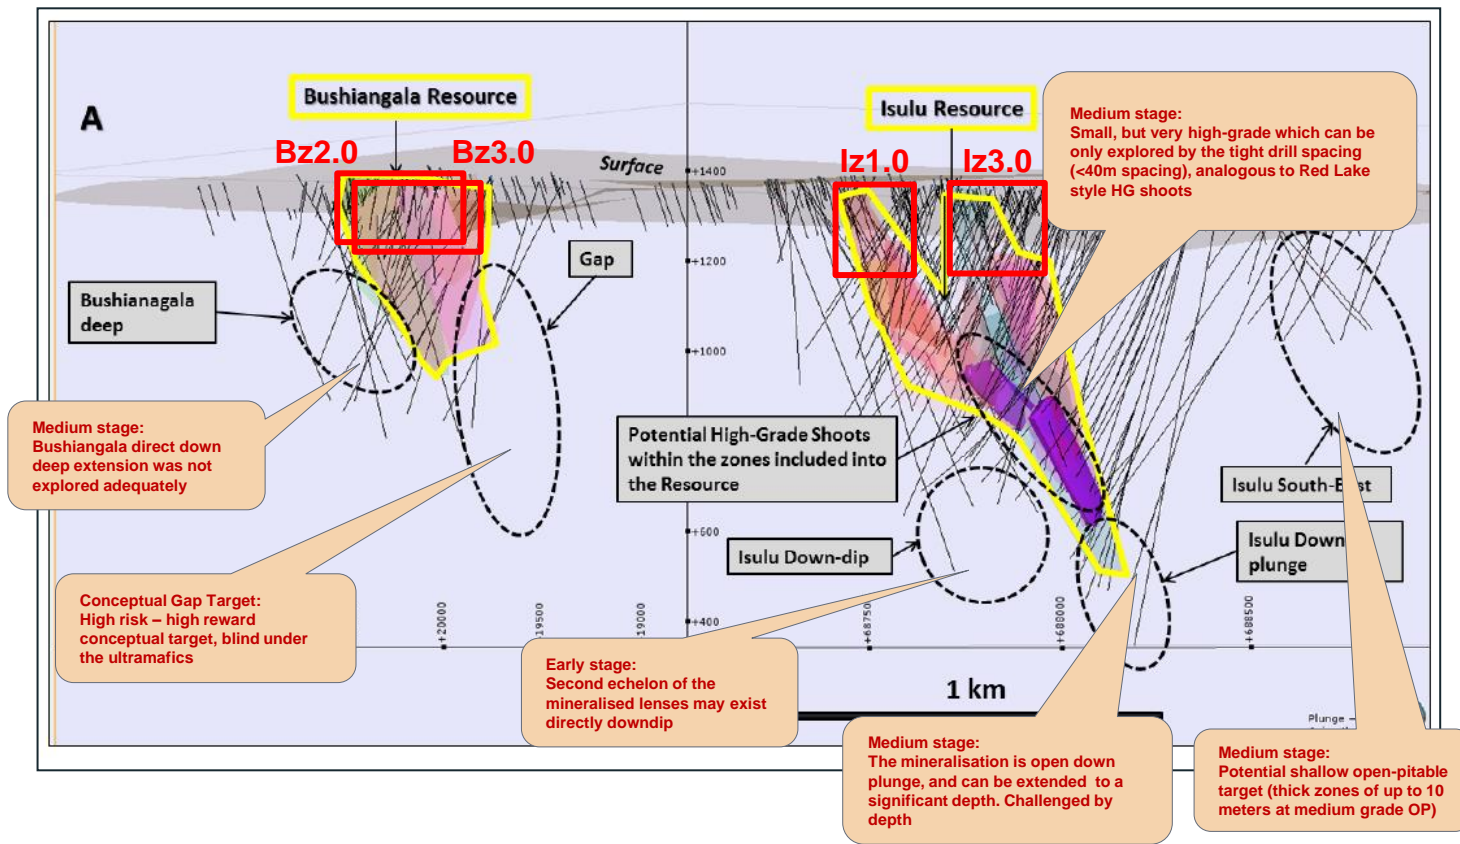 A
Bushiangala Resource
Isulu Resource
Bz2.0
Bz3.0
Iz1.0
Iz3.0
Surface
+1400
+1200
+1000
+600
+400
Medium stage:
Small, but very high-grade which can be
only explored by the tight drill spacing
(<40m spacing), analogous to Red Lake
style HG shoots
Gap
Bushianagala
deep
Medium stage:
Bushiangala direct down
deep extension was not
explored adequately
Potential High-Grade Shoots
within the zones included into
the Resource
Isulu South-East
Isulu Down-dip
Isulu Down
plunge
Conceptual Gap Target:
High risk – high reward
conceptual target, blind under
the ultramafics
+20000
19500
19000
+68750
+688500
Early stage:
Second echelon of the
mineralised lenses may exist
directly downdip
1 km
Plunge –
Medium stage:
The mineralisation is open down
plunge, and can be extended to a
significant depth. Challenged by
depth
Medium stage:
Potential shallow open-pitable
target (thick zones of up to 10
meters at medium grade OP)